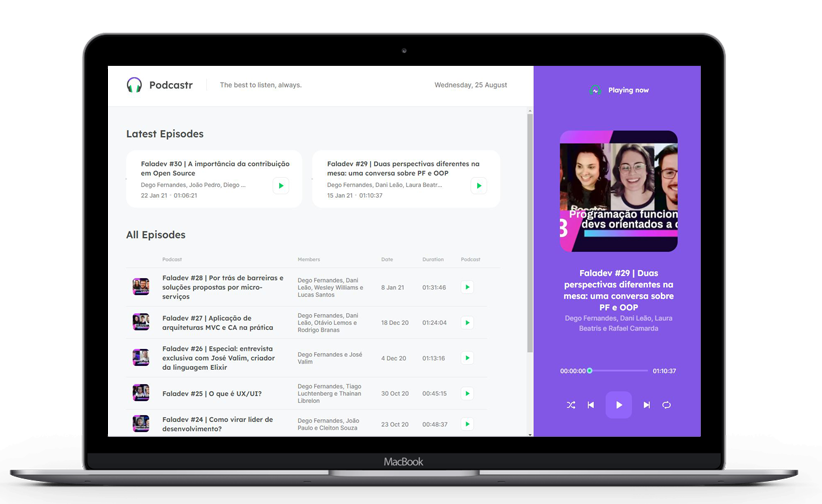 Podcastr
The best to listen, always.
Wednesday, 25 August
Playing now
Latest Episodes
Faladev #30 | A importância da contribuição
em Open Source
Dego Fernandes, João Pedro, Diego ...
22 Jan 21 · 01:06:21
Faladev #29 | Duas perspectivas diferentes na
mesa: uma conversa sobre PF e OOP
Dego Fernandes, Dani Leão, Laura Beatr...
15 Jan 21 · 01:10:37
All Episodes
Podcast Members Date Duration Podcast
Faladev #28 | Por trás de barreiras e
soluções propostas por micro-
serviços
Dego Fernandes, Dani
Leão, Wesley Williams e
Lucas Santos
8 Jan 21
01:31:46
Faladev #27 | Aplicação de
arquiteturas MVC e CA na prática
Dego Fernandes, Dani
Leão, Otávio Lemos e
Rodrigo Branas
18 Dec 20
01:24:04
Faladev #26 | Especial: entrevista
exclusiva com José Valim, criador
da linguagem Elixir
Dego Fernandes e José
Valim
4 Dec 20
01:13:16
Faladev #25 | O que é UX/UI?
Dego Fernandes, Tiago
Luchtenberg e Thainan
Librelon
30 Oct 20
00:45:15
Faladev #24 | Como virar líder de
desenvolvimento?
Dego Fernandes, João
Paulo e Cleiton Souza
23 Oct 20
00:48:37
Programação funcion
devs orientados a o
Faladev #29 | Duas
perspectivas diferentes na
mesa: uma conversa sobre
PF e OOP
Dego Fernandes, Dani Leão, Laura
Beatris e Rafael Camarda
00:00:00
01:10:37
MacBook